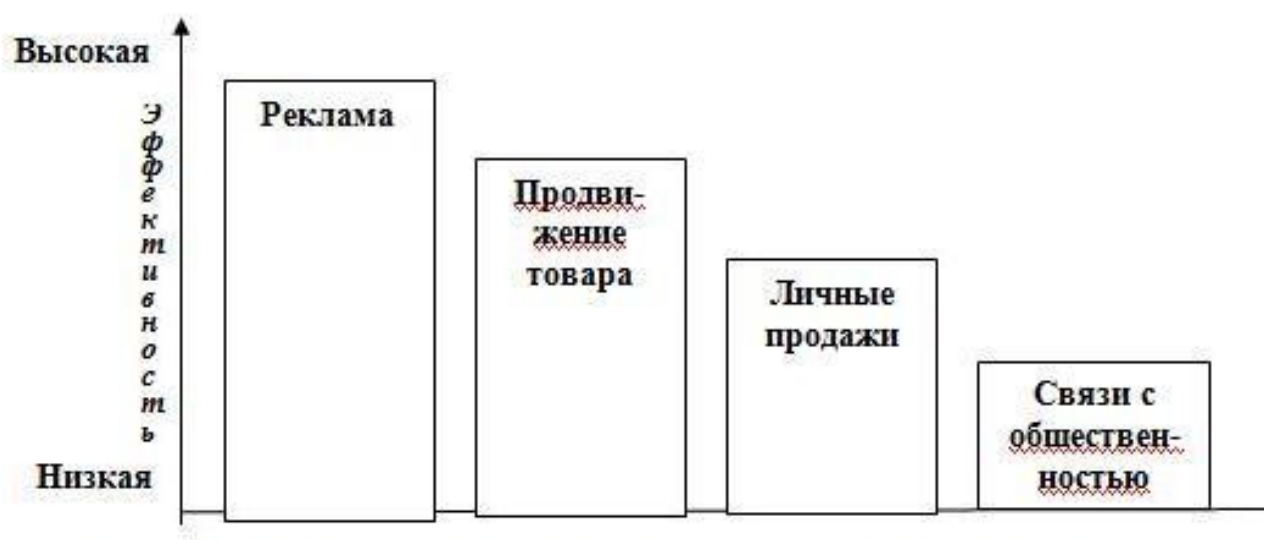 Высокая
Эффективность
Реклама
Продви-
жение
товара
Личные
продажи
Связи с
обществен-
ностью
Низкая